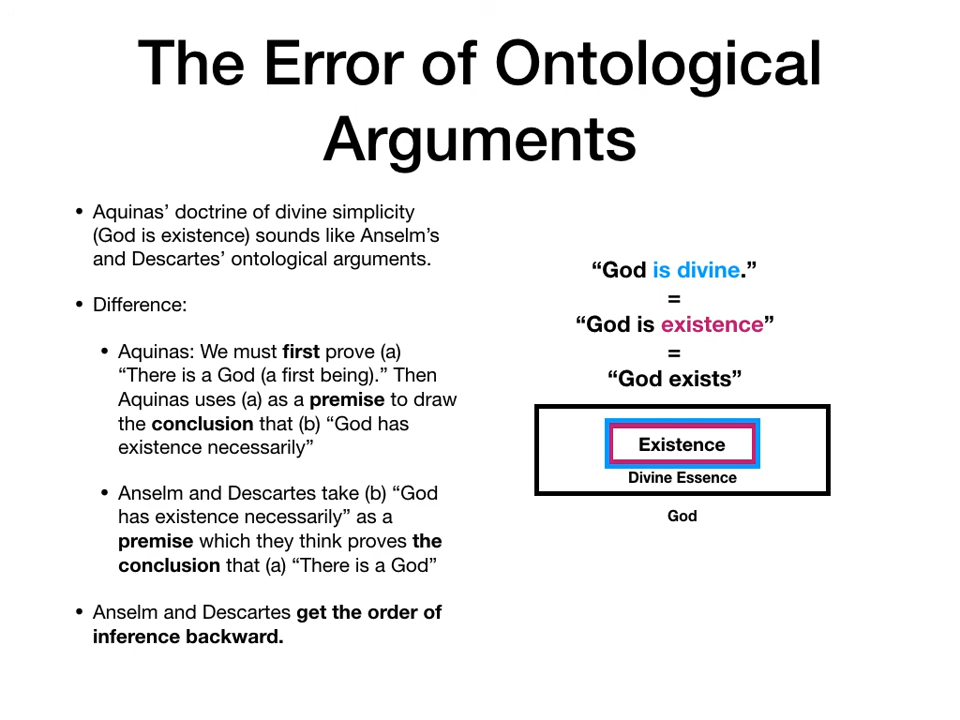 The Error of Ontological
Arguments
• Aquinas’ doctrine of divine simplicity
(God is existence) sounds like Anselm’s
and Descartes’ ontological arguments.
• Difference:
• Aquinas: We must first prove (a)
“There is a God (a first being).” Then
Aquinas uses (a) as a premise to draw
the conclusion that (b) “God has
existence necessarily”
• Anselm and Descartes take (b) “God
has existence necessarily” as a
premise which they think proves the
conclusion that (a) “There is a God”
• Anselm and Descartes get the order of
inference backward.
“God is divine.”
=
“God is existence”
=
“God exists”
Existence
Divine Essence
God